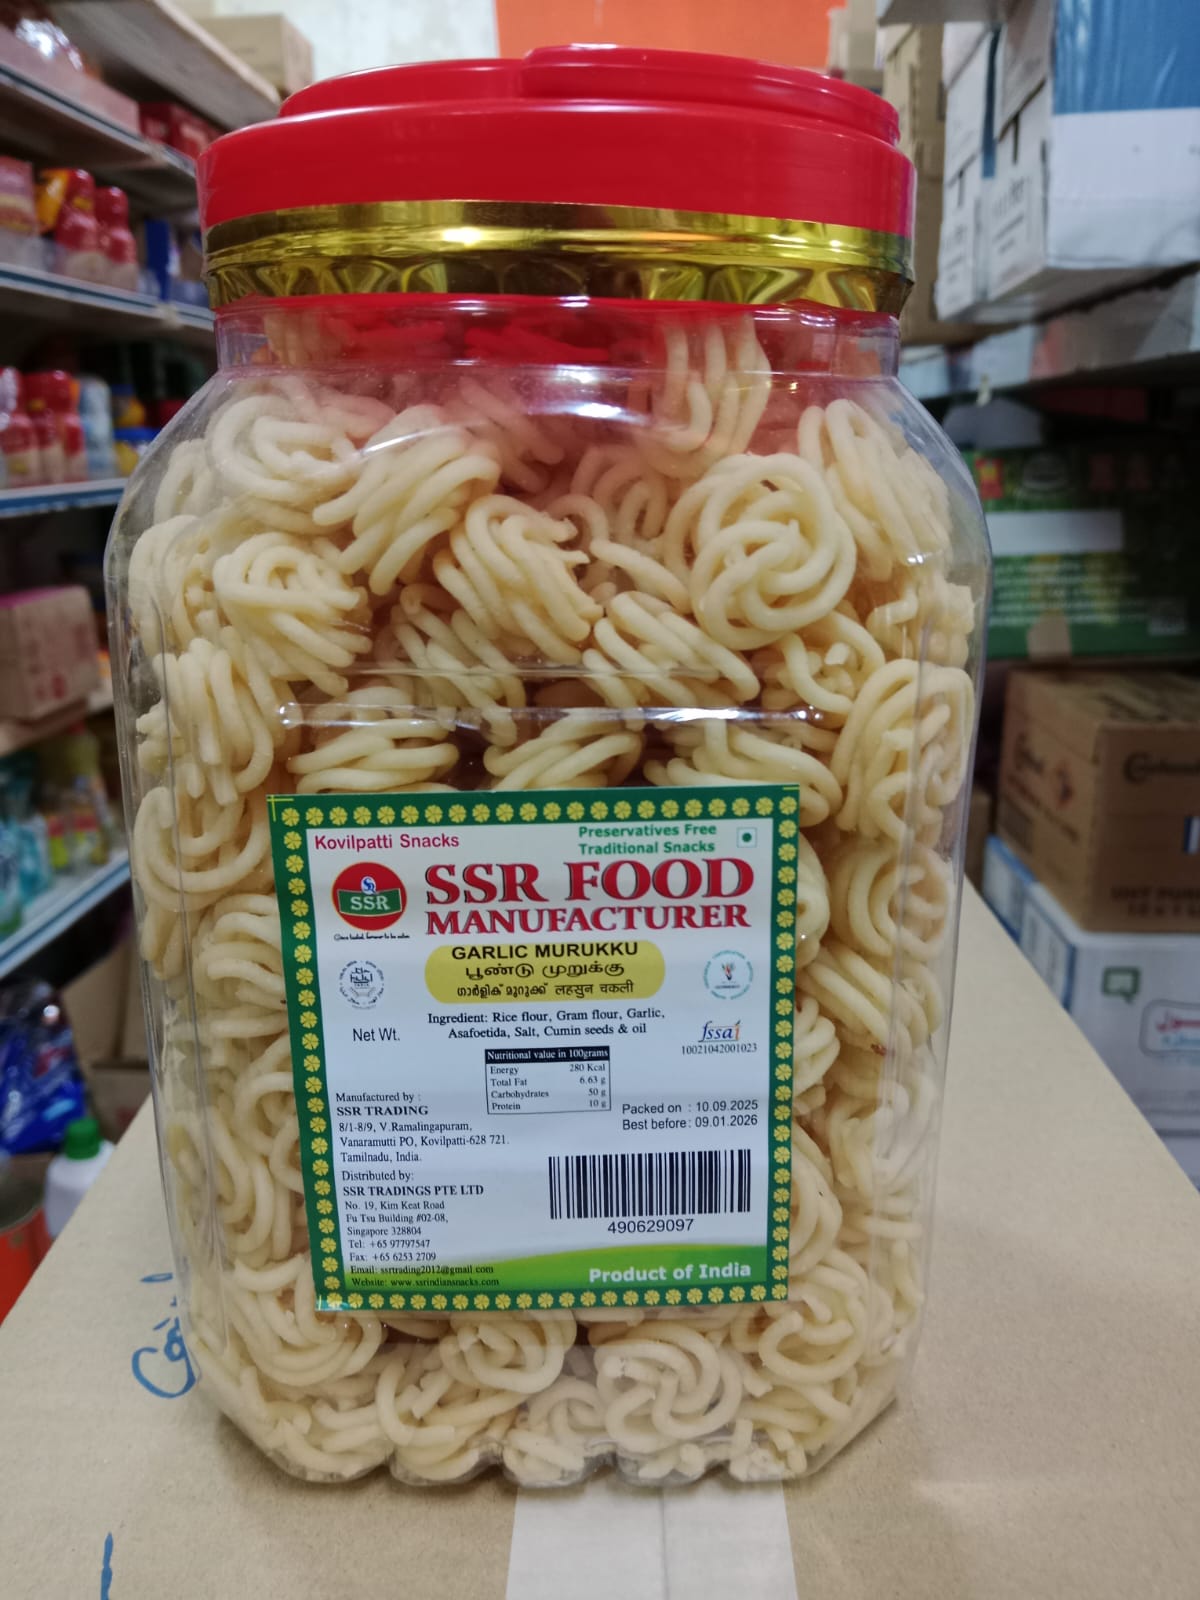 Kovilpatti Snacks
Preservatives Free
Traditional Snacks
SSR
SSR FOOD
MANUFACTURER
GARLIC MURUKKU
பூண்டு முறுக்கு
ഗാർളിക് മുറുക്ക് लहसुन चकली
Ingredient: Rice flour, Gram flour, Garlic,
Asafoetida, Salt, Cumin seeds & oil
Net Wt.
fssai
10021042001023
Nutritional value in 100grams
Energy 280 Kcal
Total Fat 6.63 g
Carbohydrates 50 g
Protein 10 g
Packed on : 10.09.2025
Best before : 09.01.2026
Manufactured by :
SSR TRADING
8/1-8/9, V.Ramalingapuram,
Vanaramutti PO, Kovilpatti-628 721.
Tamilnadu, India.
Distributed by:
SSR TRADINGS PTE LTD
No. 19, Kim Keat Road
Fu Tsu Building #02-08,
Singapore 328804
Tel: +65 97797547
Fax: +65 6253 2709
Email: ssrtrading2012@gmail.com
Website: www.ssrindiansnacks.com
490629097
Product of India